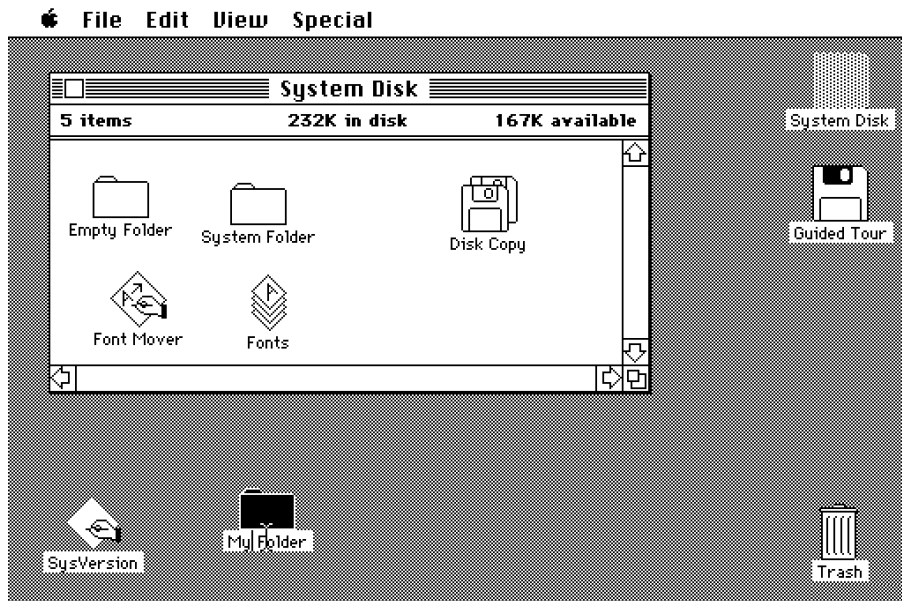 File Edit View Special
System Disk
5 items 232K in disk 167K available
Empty Folder
System Folder
Disk Copy
Font Mover
Fonts
System Disk
Guided Tour
SysVersion
My Folder
Trash